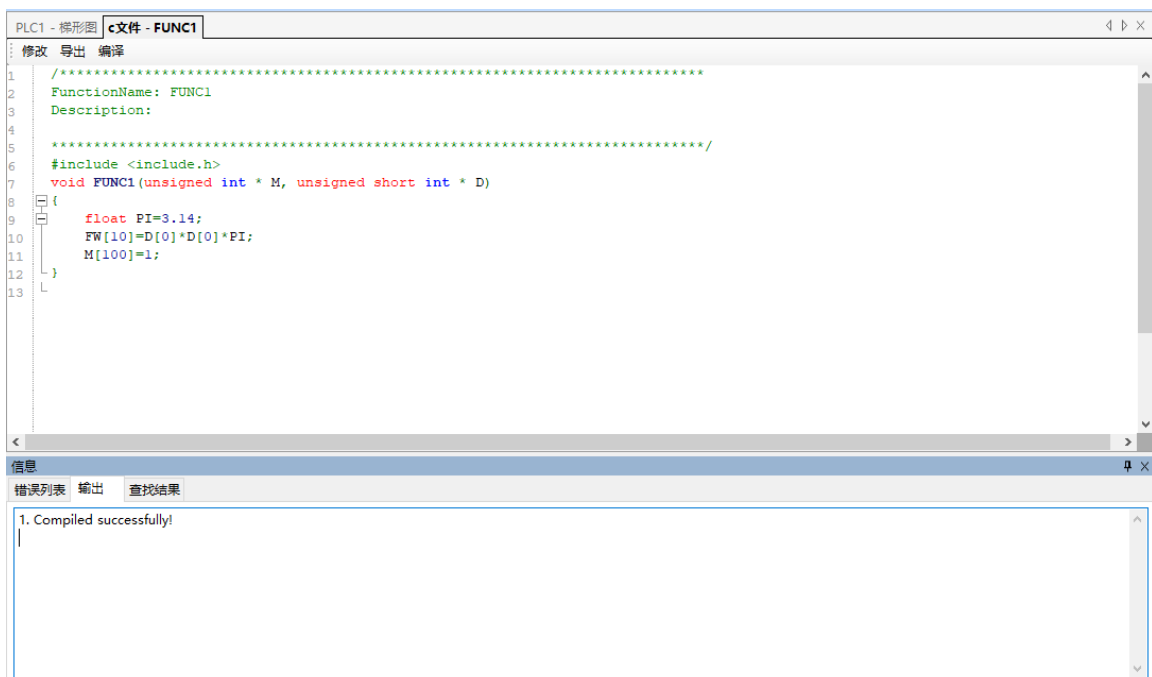 PLC1 - 梯形图 c文件 - FUNC1
修改 导出 编译
1 /****************************************************************************
2 FunctionName: FUNC1
3 Description:
4
5 *****************************************************************************/
6 #include <include.h>
7 void FUNC1(unsigned int * M, unsigned short int * D)
8 {
9 float PI=3.14;
10 FW[10]=D[0]*D[0]*PI;
11 M[100]=1;
12 }
13
信息
错误列表 输出 查找结果
1. Compiled successfully!